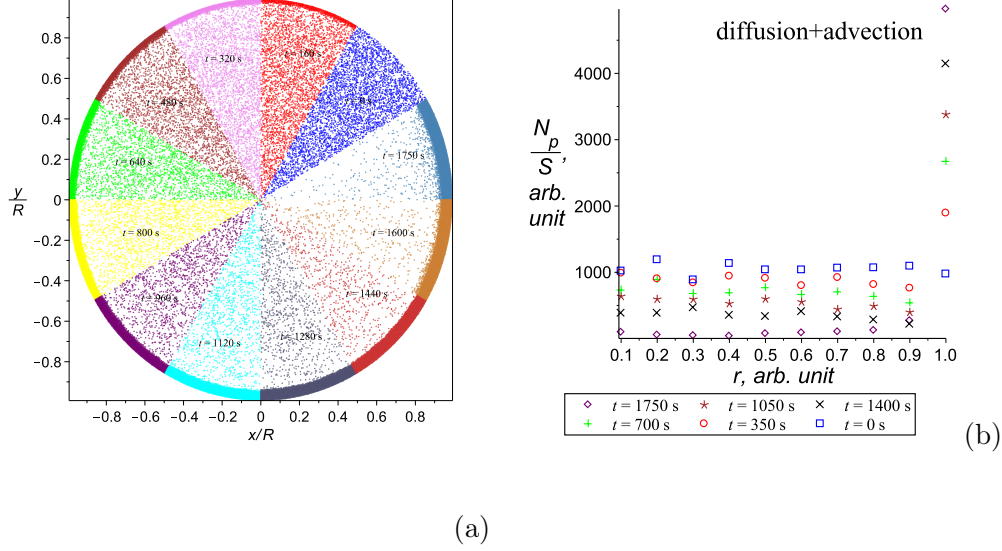 0.8
0.6
0.4
0.2
0
−0.2
−0.4
−0.6
−0.8
y
R
t = 320 s
t = 160 s
t = 480 s
t = 0 s
t = 640 s
t = 1750 s
t = 800 s
t = 1600 s
t = 960 s
t = 1440 s
t = 1120 s
t = 1280 s
−0.8 −0.6 −0.4 −0.2 0 0.2 0.4 0.6 0.8
x/R
(a)
diffusion+advection
4000
3000
2000
1000
N_p
S,
arb.
unit
0.1 0.2 0.3 0.4 0.5 0.6 0.7 0.8 0.9 1.0
r, arb. unit
t = 1750 s t = 1050 s t = 1400 s
t = 700 s t = 350 s t = 0 s
(b)